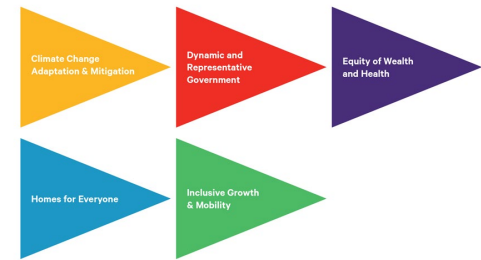 Climate Change
Adaptation & Mitigation
Dynamic and
Representative
Government
Equity of Wealth
and Health
Homes for Everyone
Inclusive Growth
& Mobility